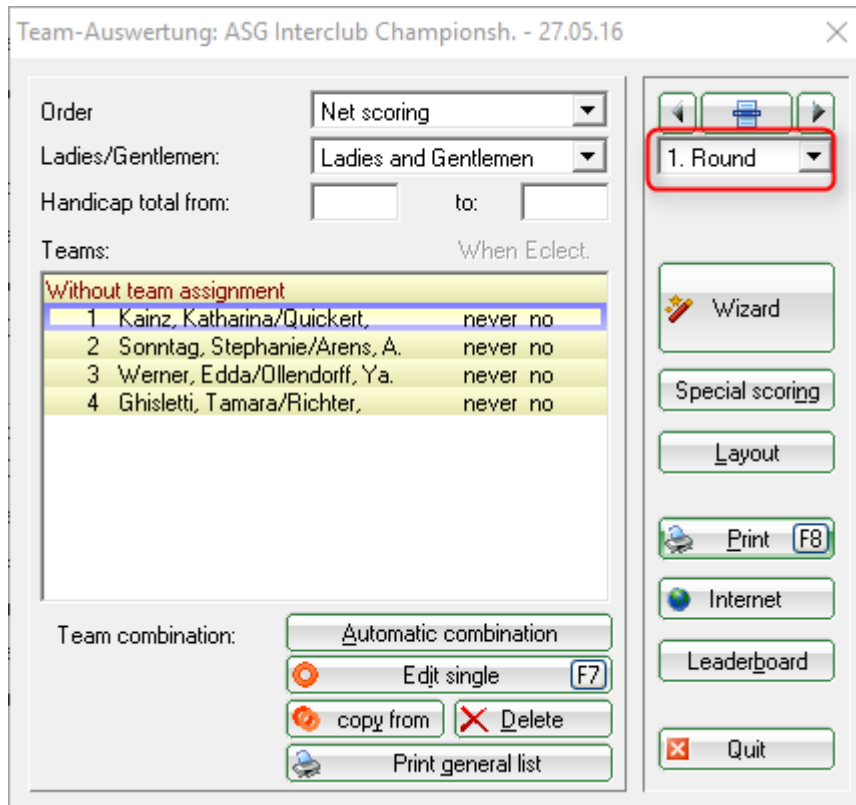 Team-Auswertung: ASG Interclub Championsh. - 27.05.16
Order
Net scoring
Ladies/Gentlemen:
Ladies and Gentlemen
1. Round
Handicap total from:
to:
Teams:
When Eclect.
Without team assignment
1 Kainz, Katharina/Quickert, never no
2 Sonntag, Stephanie/Arens, A. never no
3 Werner, Edda/Ollendorff, Ya. never no
4 Ghisletti, Tamara/Richter, never no
Wizard
Special scoring
Layout
Print F8
Internet
Leaderboard
Quit
Team combination:
Automatic combination
Edit single F7
copy from
Delete
Print general list